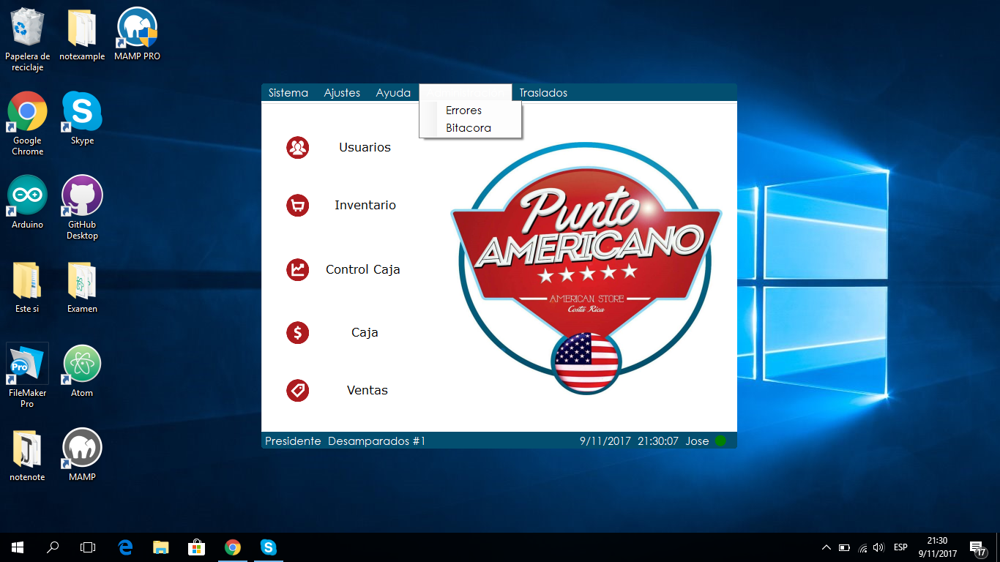 Papelera de
reciclaje
notexample
MAMP PRO
Google
Chrome
Skype
Arduino
GitHub
Desktop
Este si
Examen
FileMaker
Pro
Atom
notenote
MAMP
Sistema Ajustes Ayuda Traslados
Errores
Bitacora
Usuarios
Inventario
Control Caja
Caja
Ventas
Punto
AMERICANO
AMERICAN STORE
Costa Rica
Presidente Desamparados #1 9/11/2017 21:30:07 Jose
ESP
21:30
9/11/2017
17